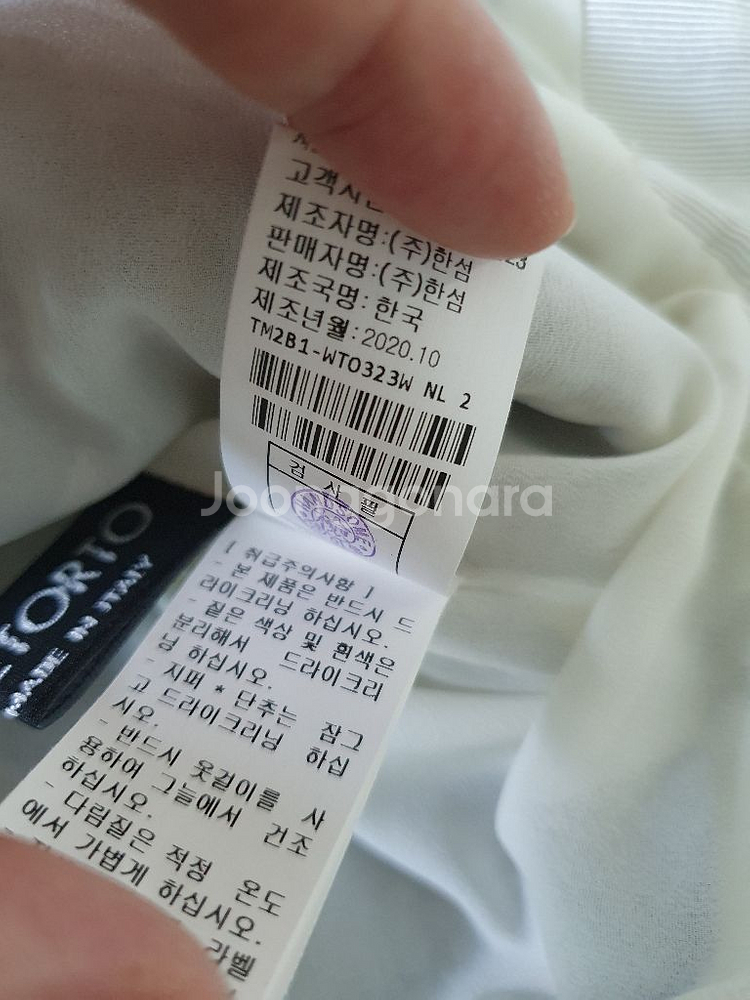 고객시
제조자명:(주)한섬
판매자명:(주)한섬
제조국명:한국
제조년월:2020.10
TM2B1-WTO323W NL 2
검 사 필
Joonggonara
TORTO
MADE IN ITALY
[ 취급주의사항 ]
- 본 제품은 반드시 드
라이크리닝 하십시오.
- 짙은 색상 및 흰색은
분리해서 드라이크리
닝 하십시오.
- 지퍼 * 단추는 잠그
고 드라이크리닝 하십
시오.
- 반드시 옷걸이를 사
용하여 그늘에서 건조
하십시오.
- 다림질은 적정 온도
에서 가볍게 하십시오.
라벨